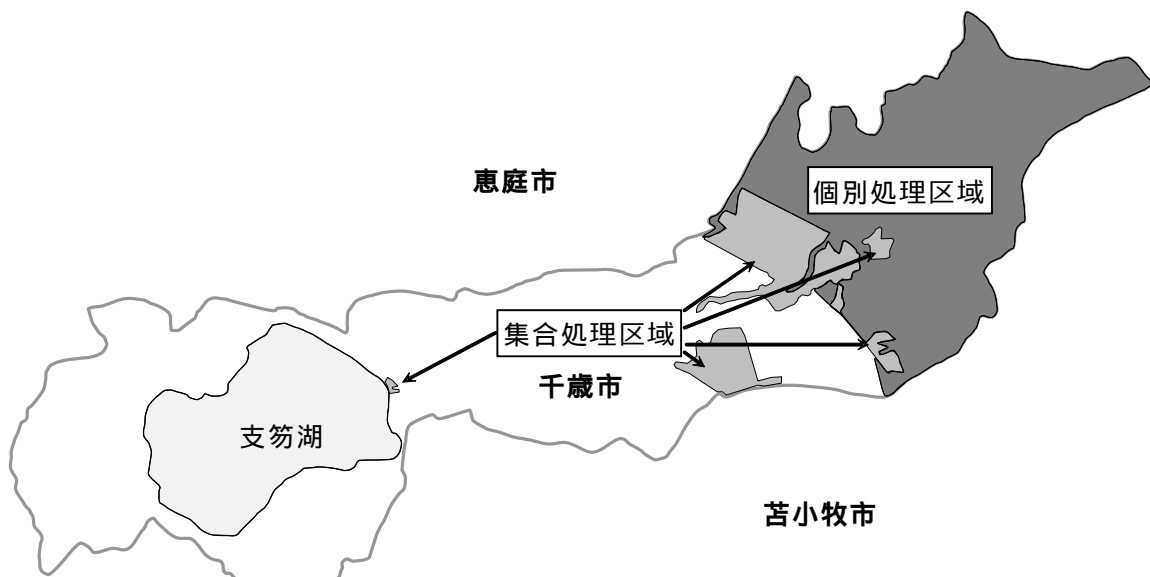 恵庭市
個別処理区域
集合処理区域
千歳市
支笏湖
苫小牧市